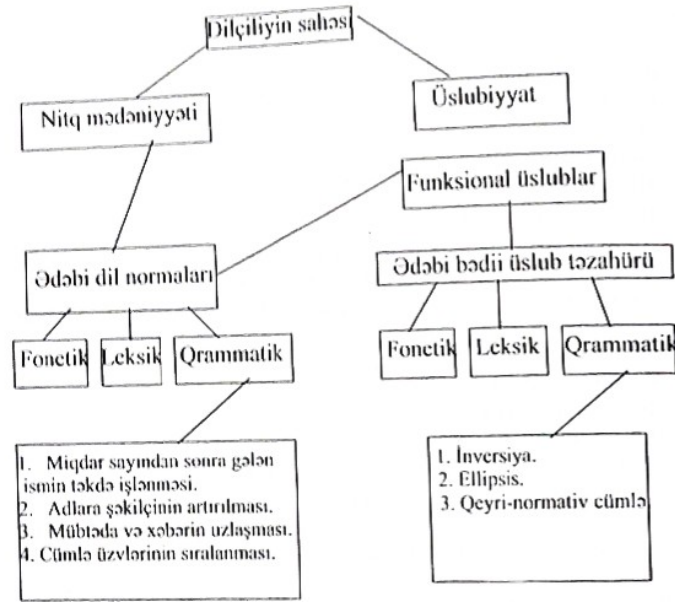 Dilçiliyin sahəsi
Nitq mədəniyyəti
Üslubiyyat
Funksional üslublar
Ədəbi dil normaları
Ədəbi bədii üslub təzahürü
Fonetik
Leksik
Qrammatik
Fonetik
Leksik
Qrammatik
1. Miqdar sayından sonra gələn
ismin təkdə işlənməsi.
2. Adlara şəkilçinin artırılması.
3. Mübtəda və xəbərin uzlaşması.
4. Cümlə üzvlərinin sıralanması.
1. İnversiya.
2. Ellipsis.
3. Qeyri-normativ cümlə